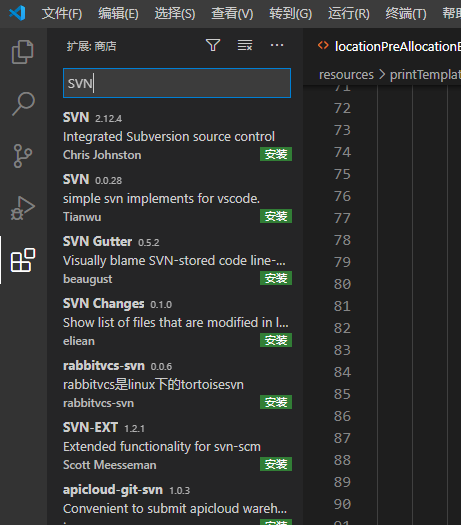 文件(F) 编辑(E) 选择(S) 查看(V) 转到(G) 运行(R) 终端(T) 帮助
扩展: 商店
SVN
SVN 2.12.4
Integrated Subversion source control
Chris Johnston 安装
SVN 0.0.28
simple svn implements for vscode.
Tianwu 安装
SVN Gutter 0.5.2
Visually blame SVN-stored code line-...
beaugust 安装
SVN Changes 0.1.0
Show list of files that are modified in l...
eliean 安装
rabbitvcs-svn 0.0.6
rabbitvcs是linux下的tortoisesvn
rabbitvcs-svn 安装
SVN-EXT 1.2.1
Extended functionality for svn-scm
Scott Meesseman 安装
apicloud-git-svn 1.0.3
Convenient to submit apicloud wareh...
安装
<> locationPreAllocationB
resources > printTemplat
71
72
73
74
75
76
77
78
79
80
81
82
83
84
85
86
87
88
89
90